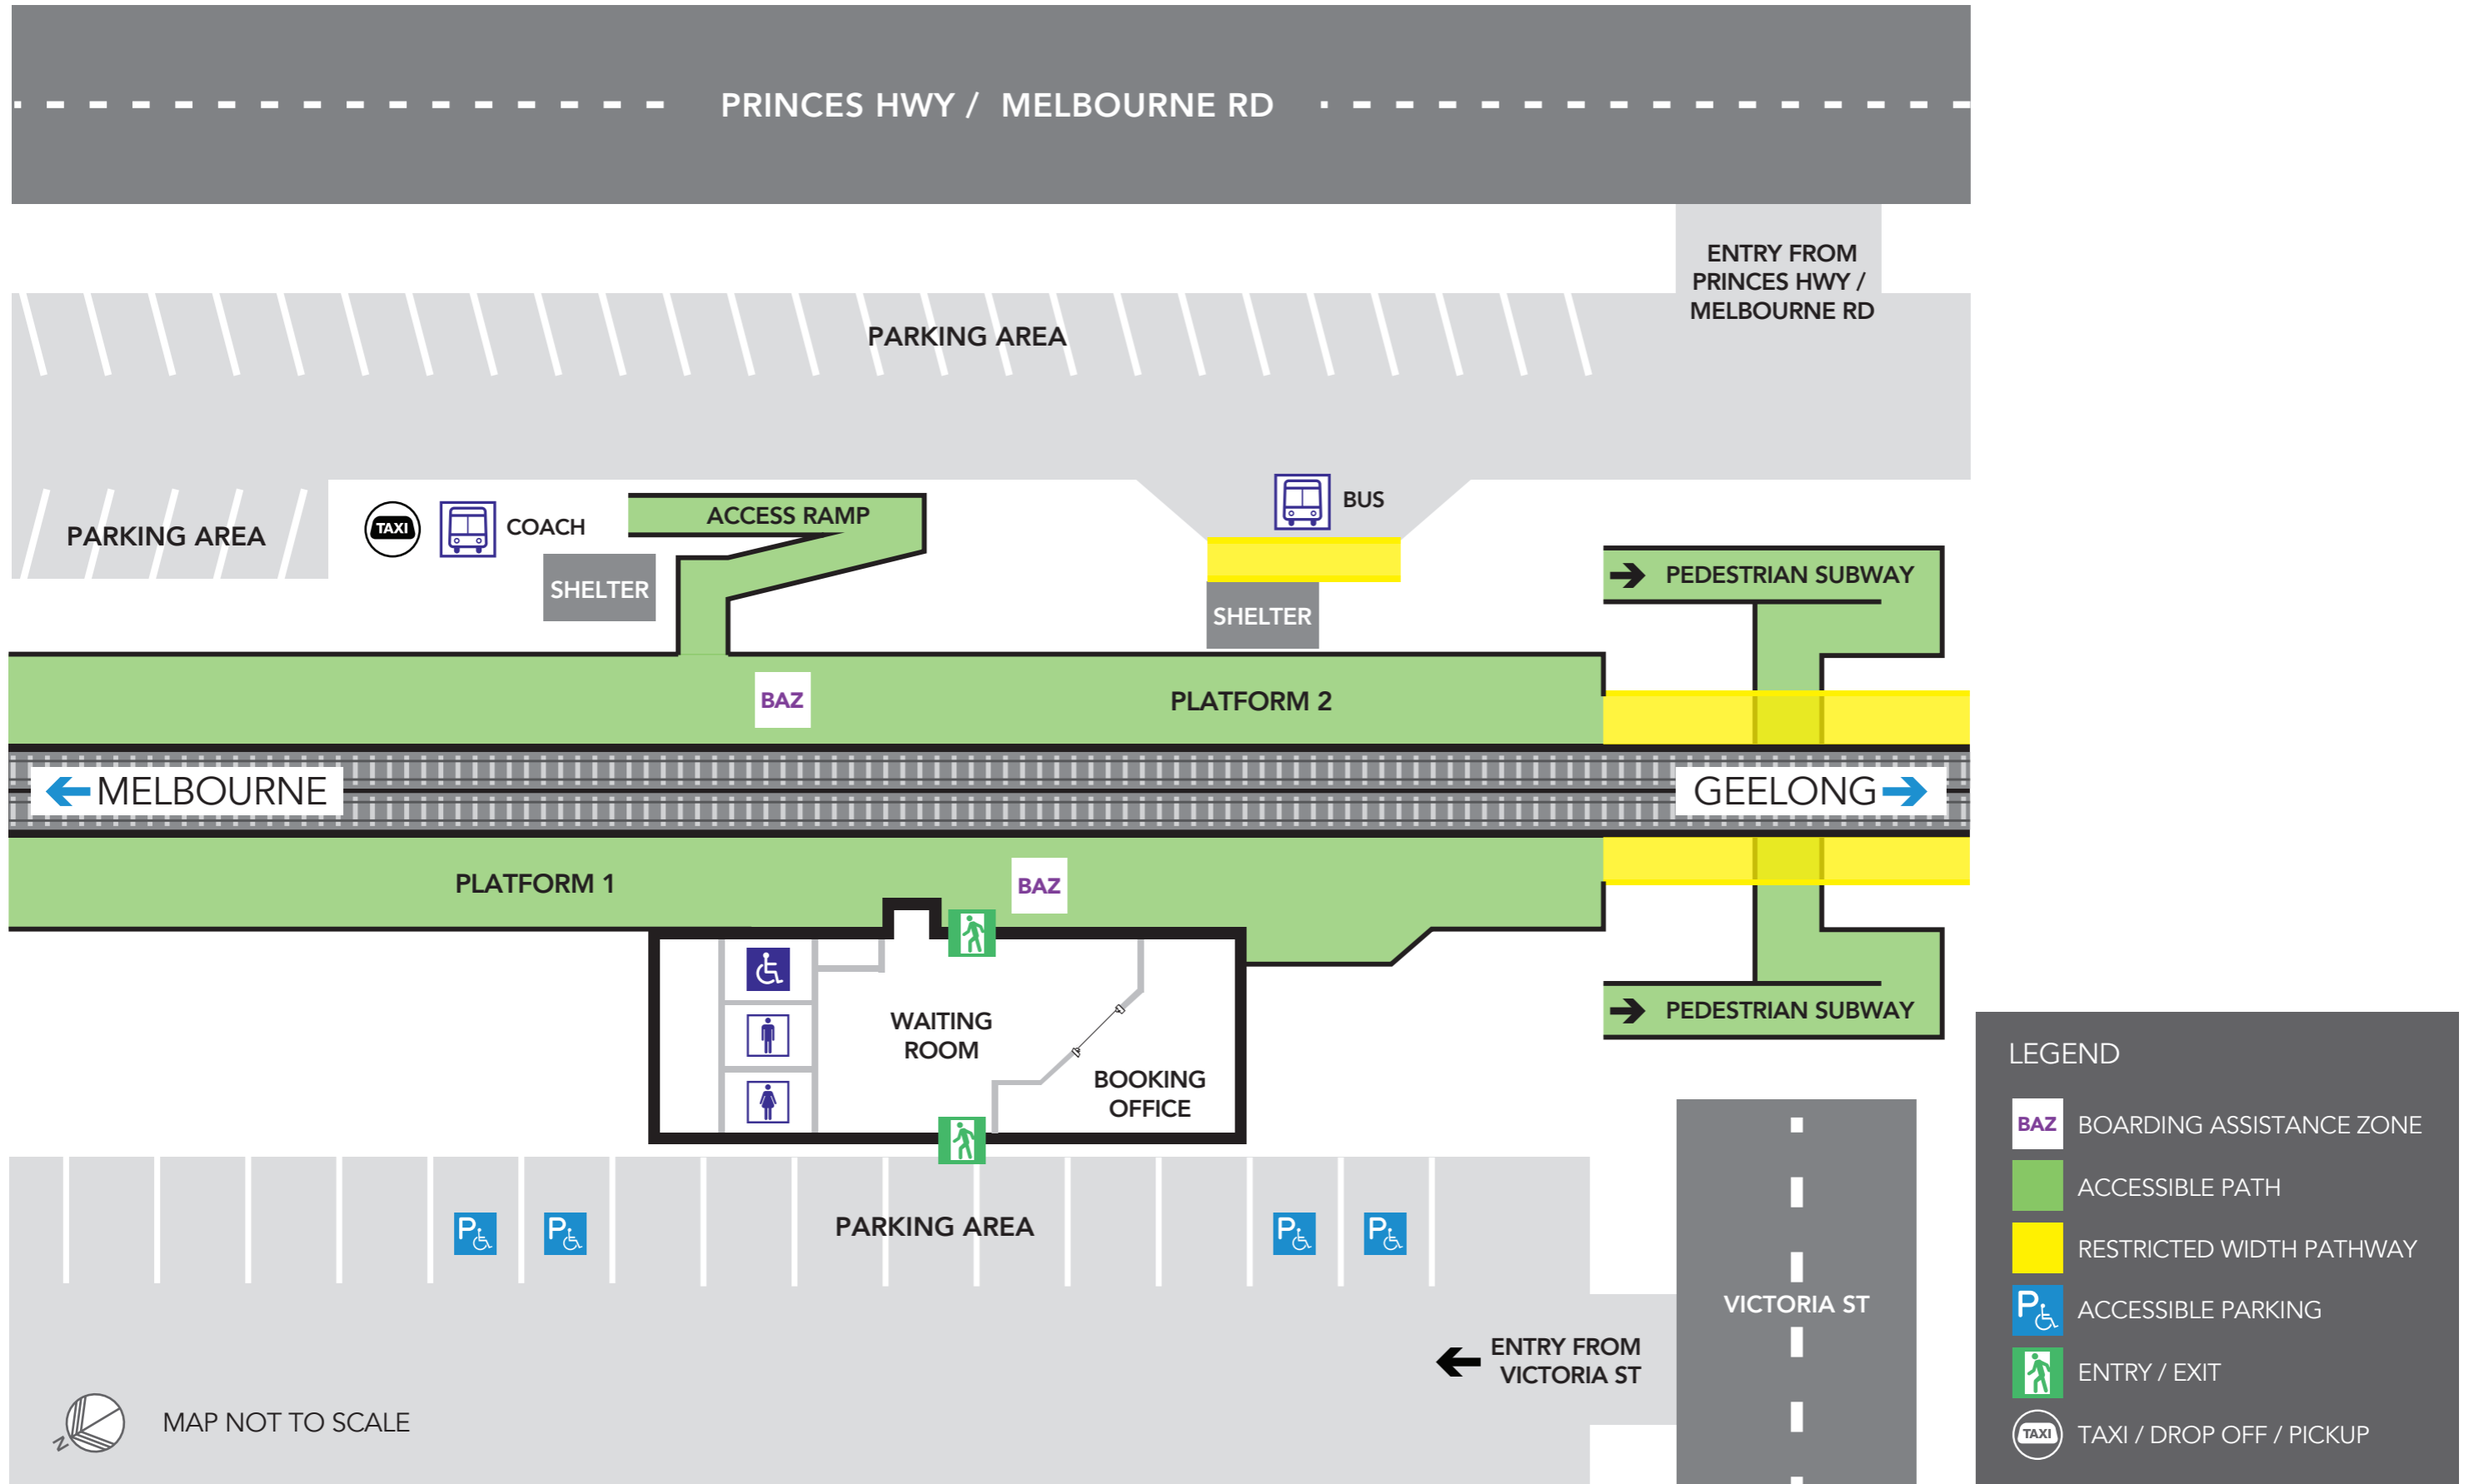 PRINCES HWY / MELBOURNE RD
ENTRY FROM
PRINCES HWY /
MELBOURNE RD
PARKING AREA
BUS
TAXI
COACH
ACCESS RAMP
PARKING AREA
SHELTER
SHELTER
PEDESTRIAN SUBWAY
BAZ
PLATFORM 2
MELBOURNE
GEELONG
PLATFORM 1
BAZ
WAITING
ROOM
BOOKING
OFFICE
PEDESTRIAN SUBWAY
P
P
PARKING AREA
P
P
VICTORIA ST
ENTRY FROM
VICTORIA ST
N
MAP NOT TO SCALE
LEGEND
BAZ BOARDING ASSISTANCE ZONE
ACCESSIBLE PATH
RESTRICTED WIDTH PATHWAY
P ACCESSIBLE PARKING
ENTRY / EXIT
TAXI TAXI / DROP OFF / PICKUP